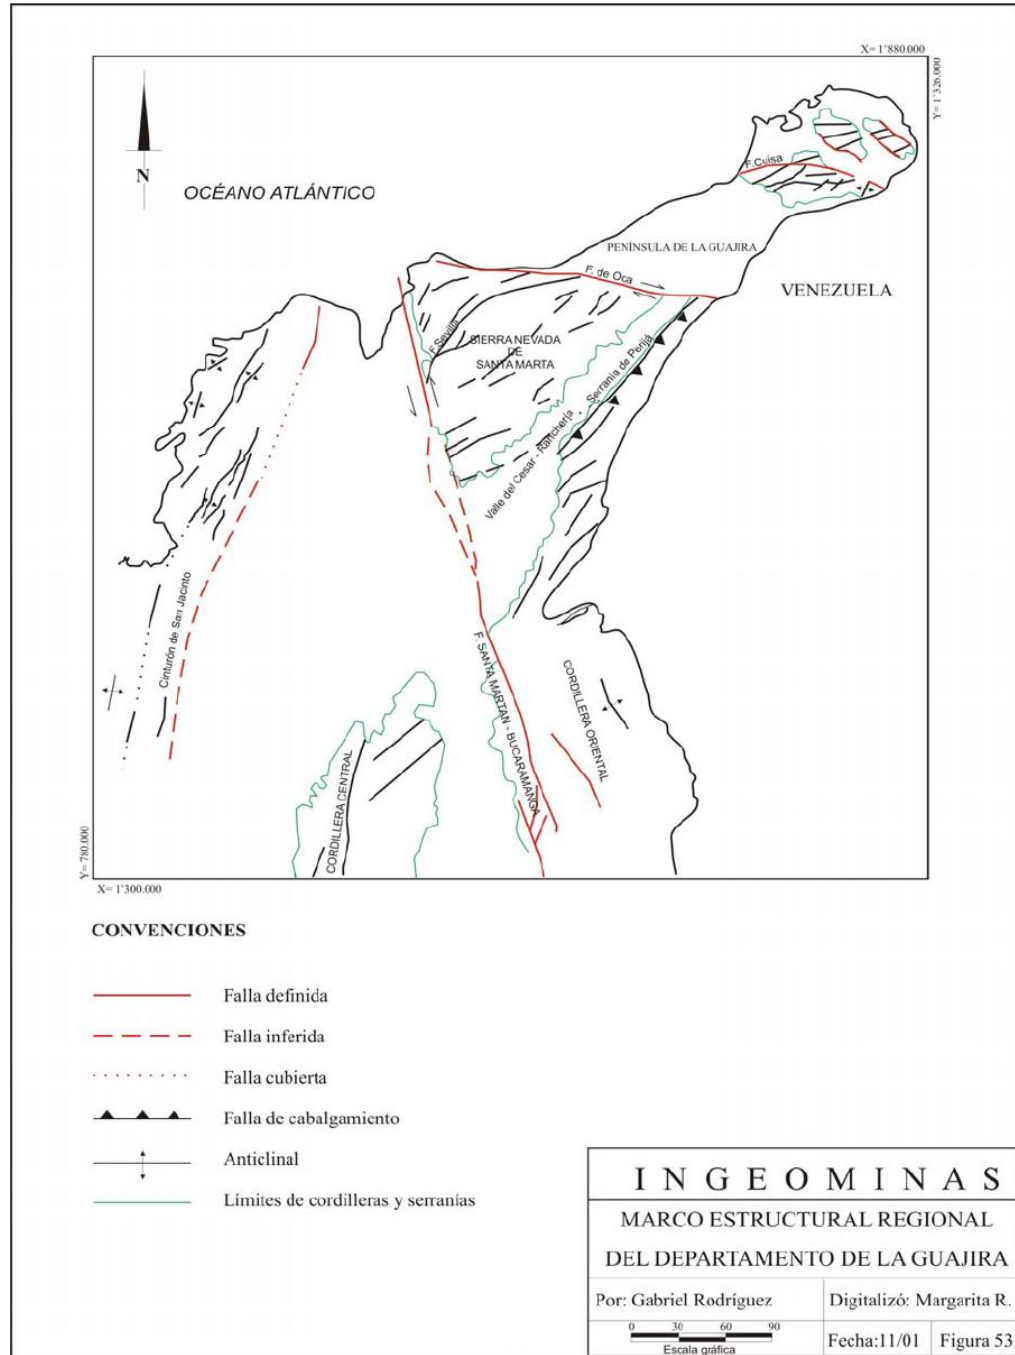 X= 1'880.000
Y= 1'326.000
N
OCÉANO ATLÁNTICO
F. Cuisa
PENÍNSULA DE LA GUAJIRA
F. de Oca
VENEZUELA
F. Sevilla
SIERRA NEVADA
DE
SANTA MARTA
Serranía de Perijá
Valle del Cesar - Ranchería
Cinturón de San Jacinto
F. SANTA MARTAN - BUCARAMANGA
CORDILLERA ORIENTAL
CORDILLERA CENTRAL
Y= 780.000
X= 1'300.000
CONVENCIONES
Falla definida
Falla inferida
Falla cubierta
Falla de cabalgamiento
Anticlinal
Límites de cordilleras y serranías
INGEOMINAS
MARCO ESTRUCTURAL REGIONAL
DEL DEPARTAMENTO DE LA GUAJIRA
Por: Gabriel Rodríguez
Digitalizó: Margarita R.
0 30 60 90
Escala gráfica
Fecha:11/01
Figura 53